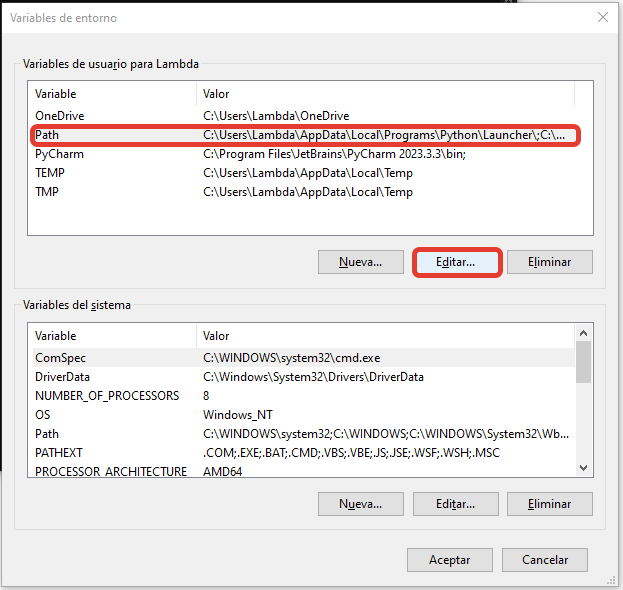 Variables de entorno
Variables de usuario para Lambda
Variable Valor
OneDrive C:\Users\Lambda\OneDrive
Path C:\Users\Lambda\AppData\Local\Programs\Python\Launcher\;C:\...
PyCharm C:\Program Files\JetBrains\PyCharm 2023.3.3\bin;
TEMP C:\Users\Lambda\AppData\Local\Temp
TMP C:\Users\Lambda\AppData\Local\Temp
Nueva... Editar... Eliminar
Variables del sistema
Variable Valor
ComSpec C:\WINDOWS\system32\cmd.exe
DriverData C:\Windows\System32\Drivers\DriverData
NUMBER_OF_PROCESSORS 8
OS Windows_NT
Path C:\WINDOWS\system32;C:\WINDOWS;C:\WINDOWS\System32\Wb...
PATHEXT .COM;.EXE;.BAT;.CMD;.VBS;.VBE;.JS;.JSE;.WSF;.WSH;.MSC
PROCESSOR_ARCHITECTURE AMD64
Nueva... Editar... Eliminar
Aceptar Cancelar